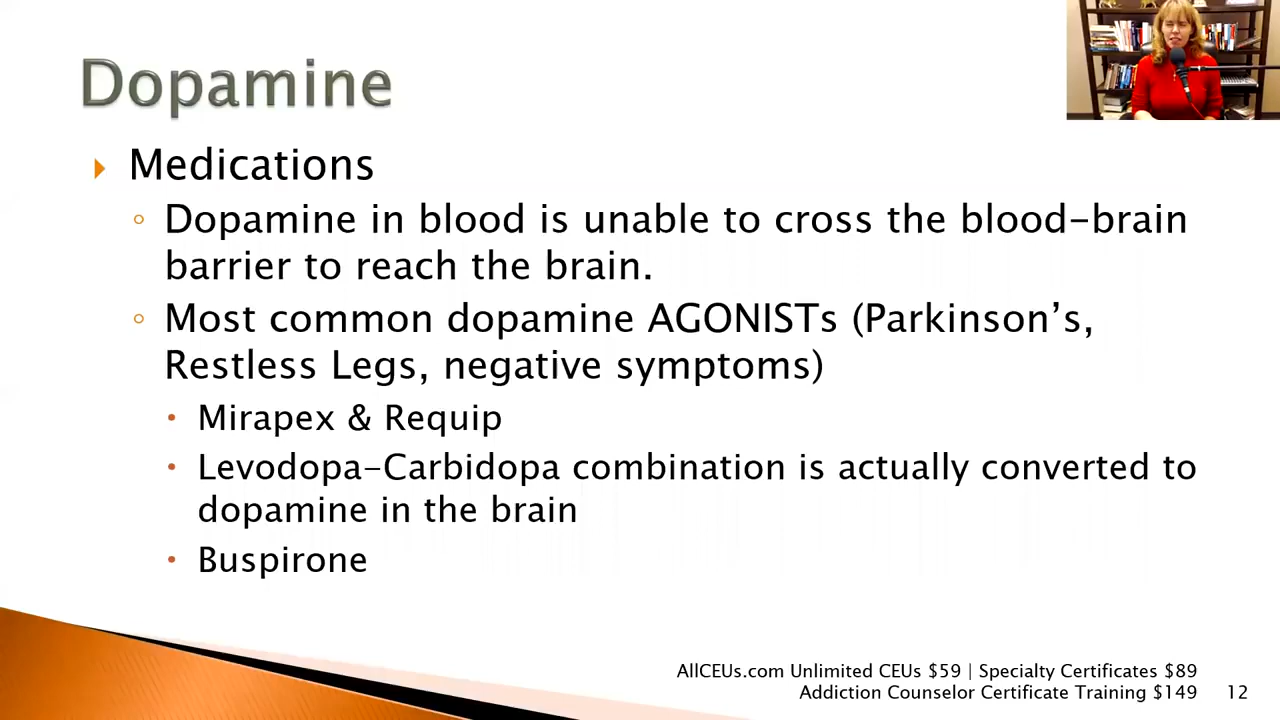 Dopamine
Medications
Dopamine in blood is unable to cross the blood-brain
barrier to reach the brain.
Most common dopamine AGONISTs (Parkinson's,
Restless Legs, negative symptoms)
Mirapex & Requip
Levodopa-Carbidopa combination is actually converted to
dopamine in the brain
Buspirone
AllCEUs.com Unlimited CEUs $59 | Specialty Certificates $89
Addiction Counselor Certificate Training $149
12